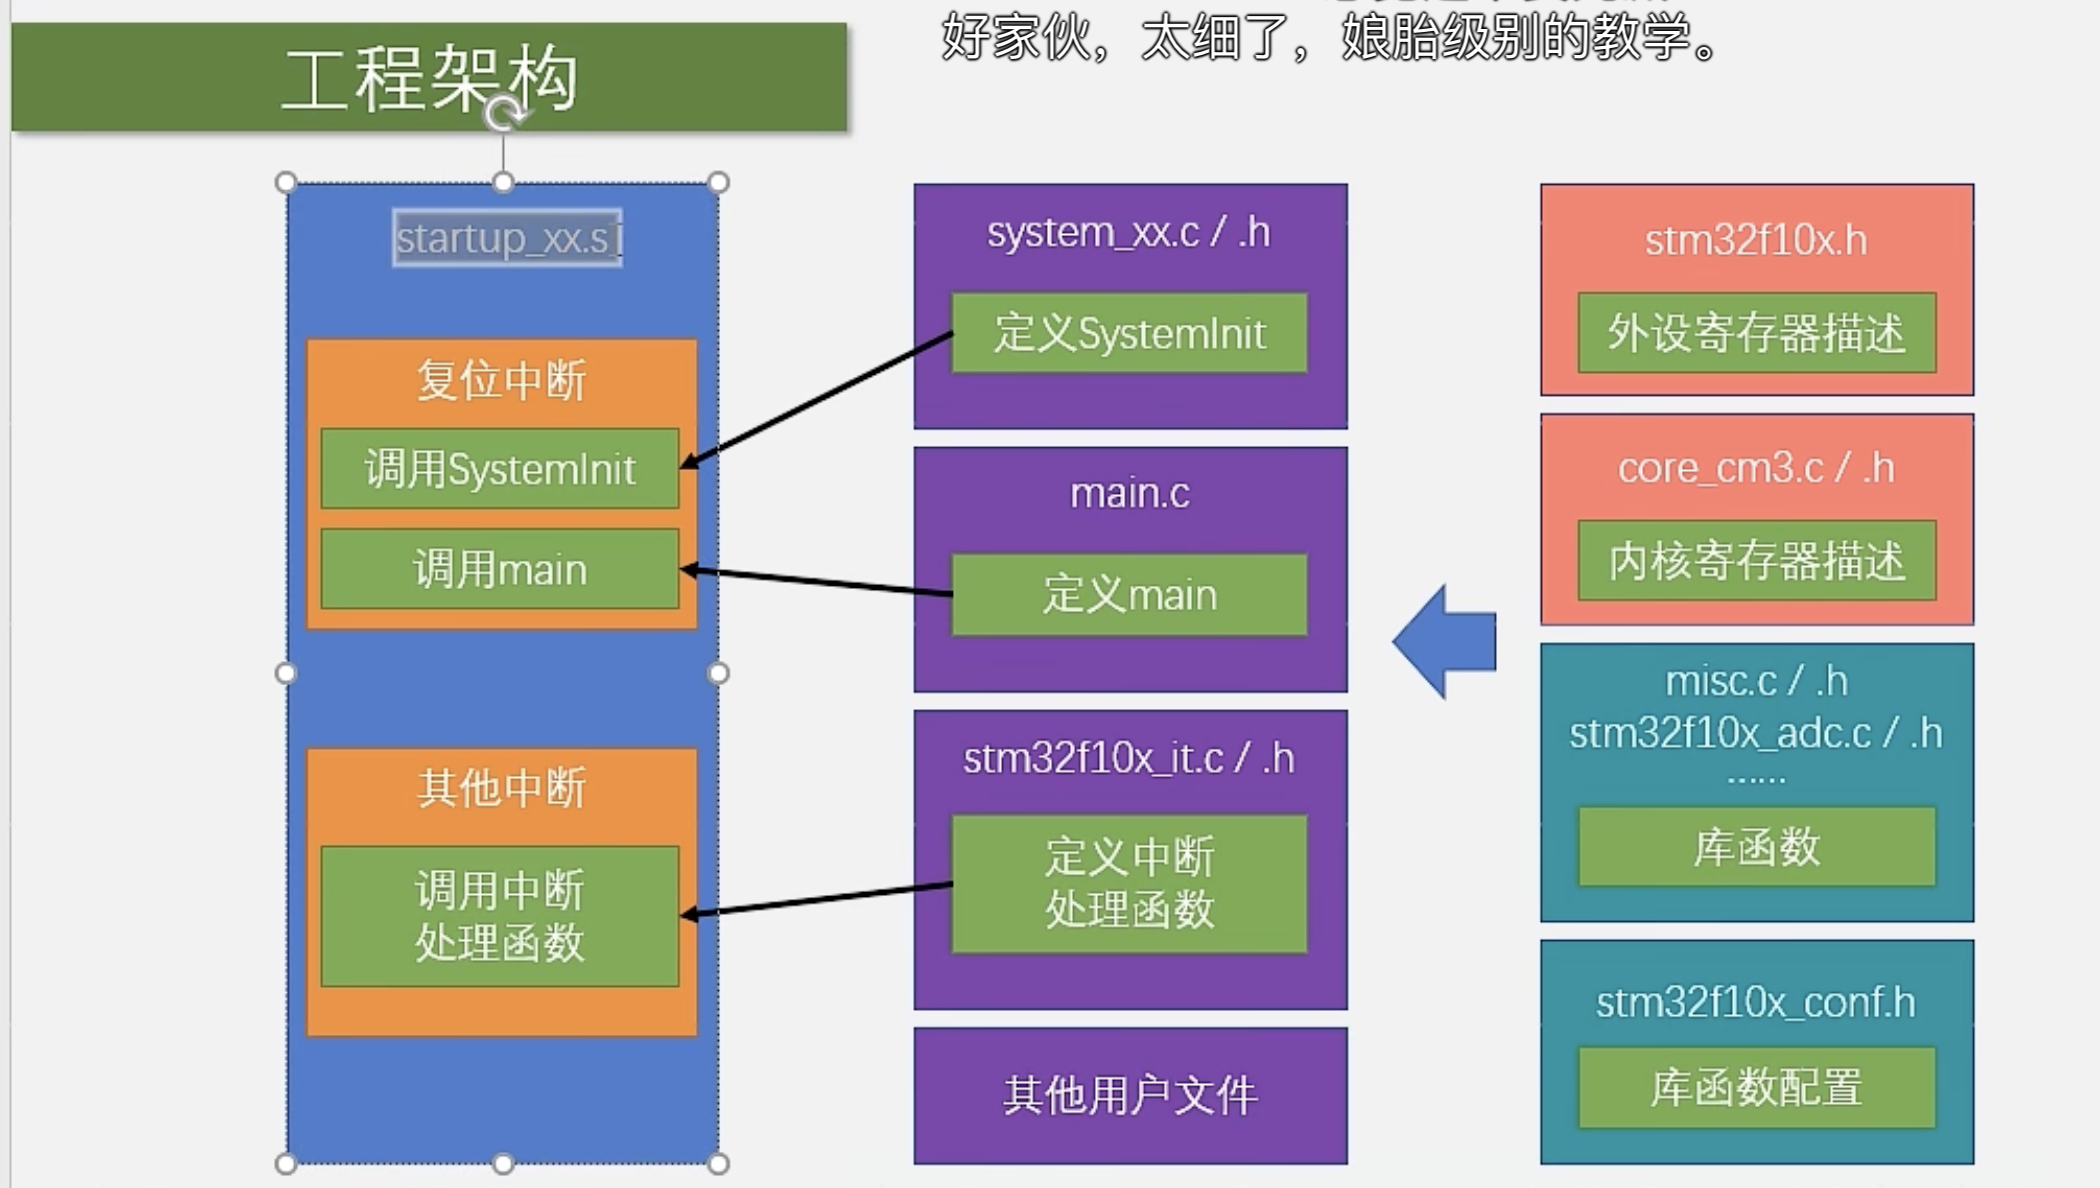 好家伙，太细了，娘胎级别的教学。
工程架构
startup_xx.s
复位中断
调用SystemInit
调用main
其他中断
调用中断
处理函数
system_xx.c / .h
定义SystemInit
main.c
定义main
stm32f10x_it.c / .h
定义中断
处理函数
其他用户文件
stm32f10x.h
外设寄存器描述
core_cm3.c / .h
内核寄存器描述
misc.c / .h
stm32f10x_adc.c / .h
……
库函数
stm32f10x_conf.h
库函数配置